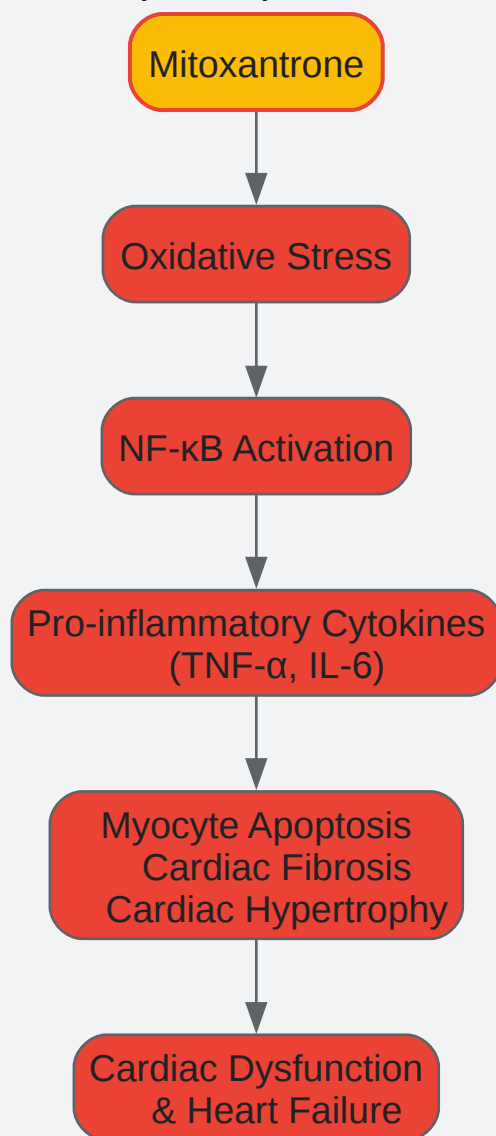 Mitoxantrone
Oxidative Stress
NF-κB Activation
Pro-inflammatory Cytokines
(TNF-α, IL-6)
Myocyte Apoptosis
Cardiac Fibrosis
Cardiac Hypertrophy
Cardiac Dysfunction
& Heart Failure